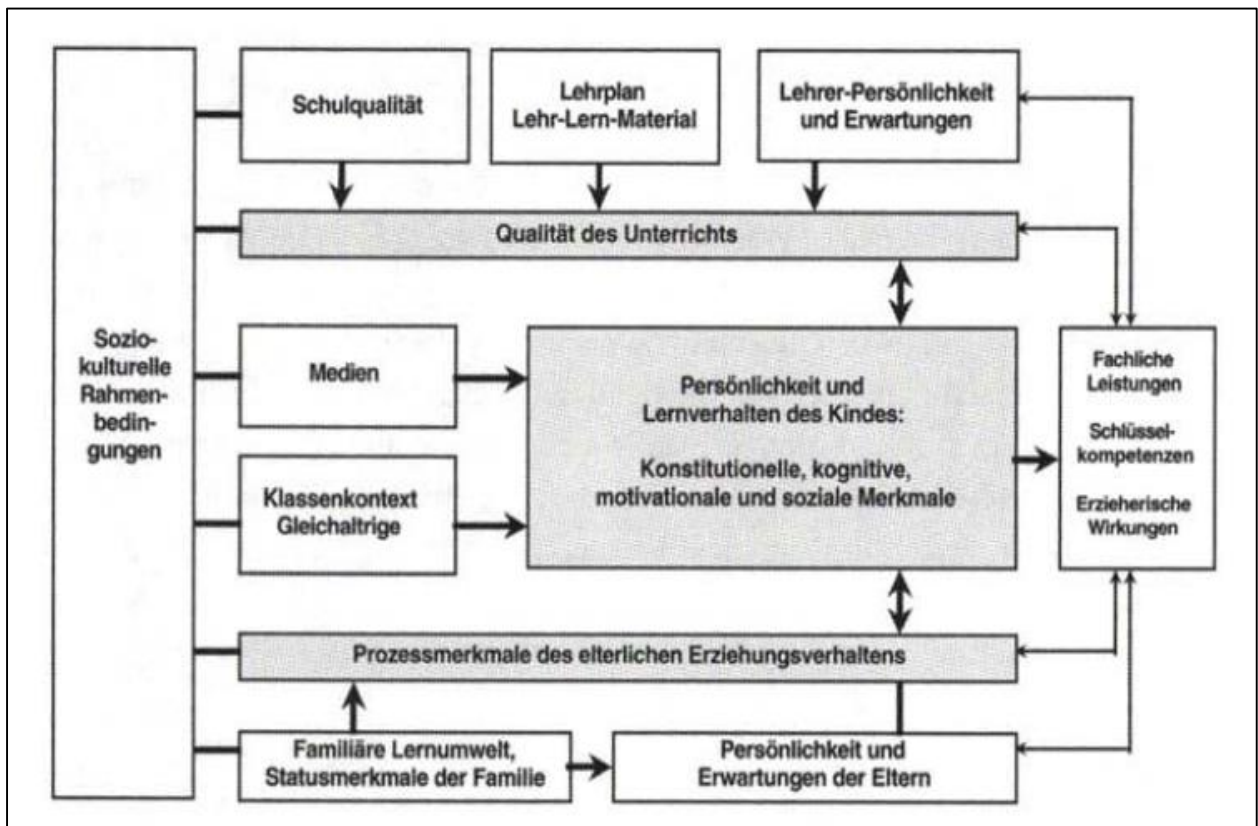 Schulqualität
Lehrplan
Lehr-Lern-Material
Lehrer-Persönlichkeit
und Erwartungen
Qualität des Unterrichts
Sozio-
kulturelle
Rahmen-
bedin-
gungen
Medien
Klassenkontext
Gleichaltrige
Persönlichkeit und
Lernverhalten des Kindes:
Konstitutionelle, kognitive,
motivationale und soziale Merkmale
Fachliche
Leistungen
Schlüssel-
kompetenzen
Erzieherische
Wirkungen
Prozessmerkmale des elterlichen Erziehungsverhaltens
Familiäre Lernumwelt,
Statusmerkmale der Familie
Persönlichkeit und
Erwartungen der Eltern